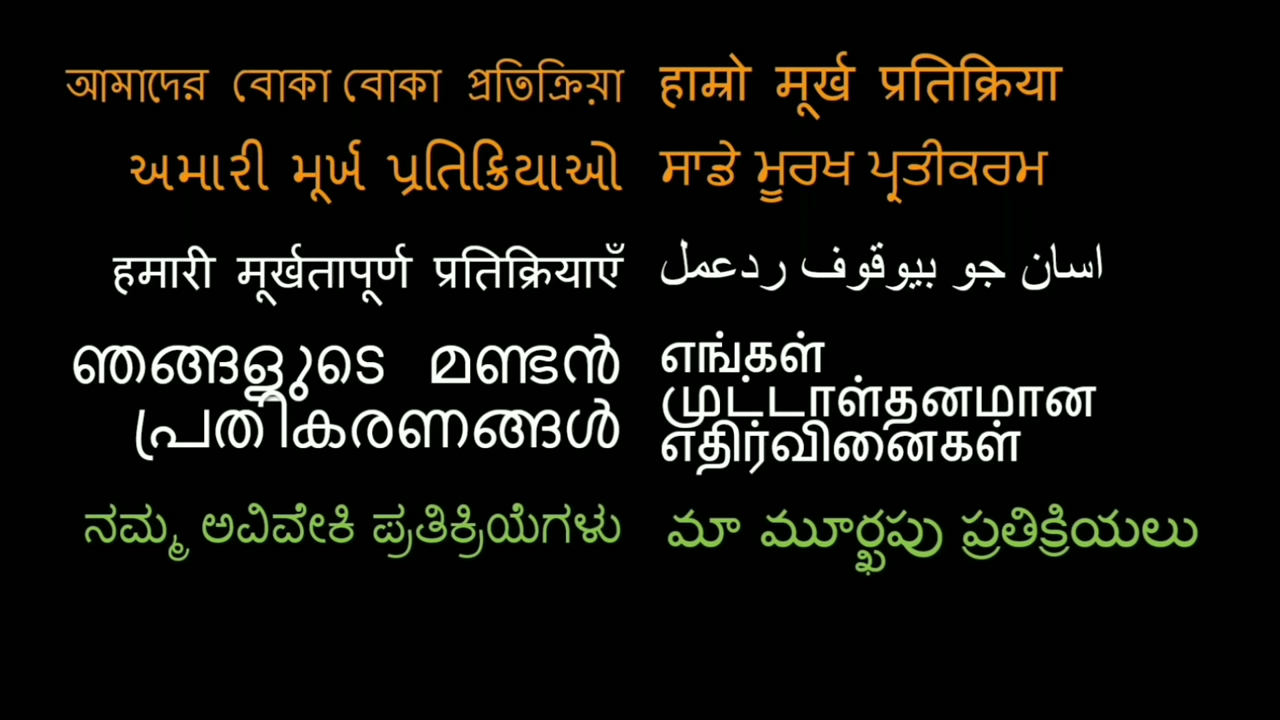 আমাদের বোকা বোকা প্রতিক্রিয়া
हाम्रो मूर्ख प्रतिक्रिया
અમારી મૂર્ખ પ્રતિક્રિયાઓ
ਸਾਡੇ ਮੂਰਖ ਪ੍ਰਤੀਕਰਮ
हमारी मूर्खतापूर्ण प्रतिक्रियाएँ
اسان جو بيوقوف ردعمل
ഞങ്ങളുടെ മണ്ടൻ
പ്രതികരണങ്ങൾ
எங்கள்
முட்டாள்தனமான
எதிர்வினைகள்
ನಮ್ಮ ಅವಿವೇಕಿ ಪ್ರತಿಕ್ರಿಯೆಗಳು
మా మూర్ఖపు ప్రతిక్రియలు